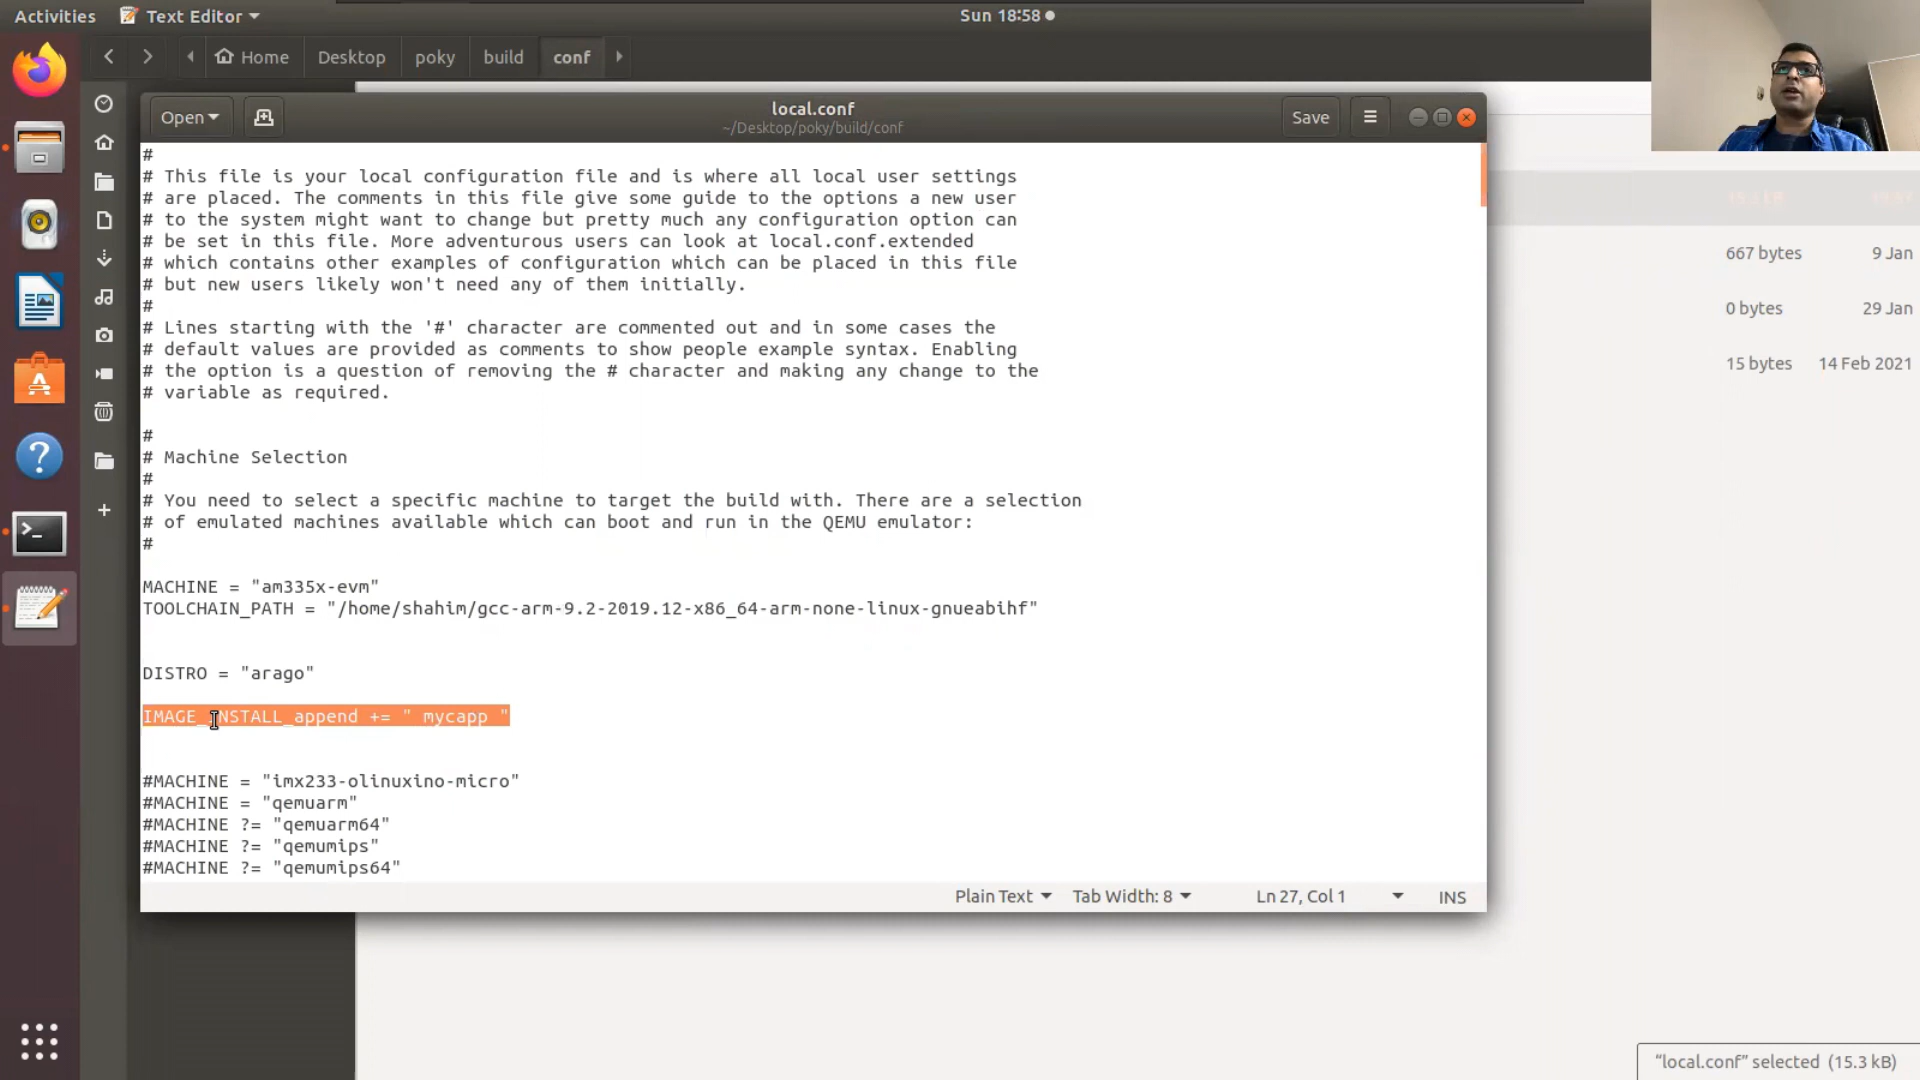 Activities
Text Editor
Sun 18:58
Home
Desktop
poky
build
conf
Open
local.conf
~/Desktop/poky/build/conf
Save
#
# This file is your local configuration file and is where all local user settings
# are placed. The comments in this file give some guide to the options a new user
# to the system might want to change but pretty much any configuration option can
# be set in this file. More adventurous users can look at local.conf.extended
# which contains other examples of configuration which can be placed in this file
# but new users likely won't need any of them initially.
#
# Lines starting with the '#' character are commented out and in some cases the
# default values are provided as comments to show people example syntax. Enabling
# the option is a question of removing the # character and making any change to the
# variable as required.
#
# Machine Selection
#
# You need to select a specific machine to target the build with. There are a selection
# of emulated machines available which can boot and run in the QEMU emulator:
#
MACHINE = "am335x-evm"
TOOLCHAIN_PATH = "/home/shahim/gcc-arm-9.2-2019.12-x86_64-arm-none-linux-gnueabihf"
DISTRO = "arago"
IMAGE_INSTALL_append += " mycapp "
#MACHINE = "imx233-olinuxino-micro"
#MACHINE = "qemuarm"
#MACHINE ?= "qemuarm64"
#MACHINE ?= "qemumips"
#MACHINE ?= "qemumips64"
Plain Text
Tab Width: 8
Ln 27, Col 1
INS
667 bytes 9 Jan
0 bytes 29 Jan
15 bytes 14 Feb 2021
"local.conf" selected (15.3 kB)